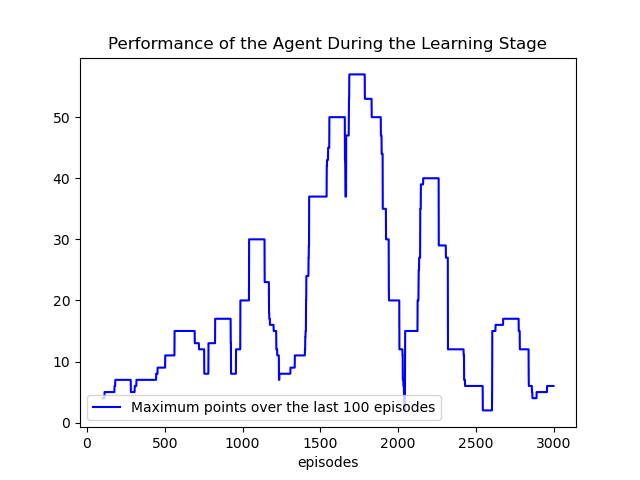 Performance of the Agent During the Learning Stage
50
40
30
20
10
0
Maximum points over the last 100 episodes
0 500 1000 1500 2000 2500 3000
episodes